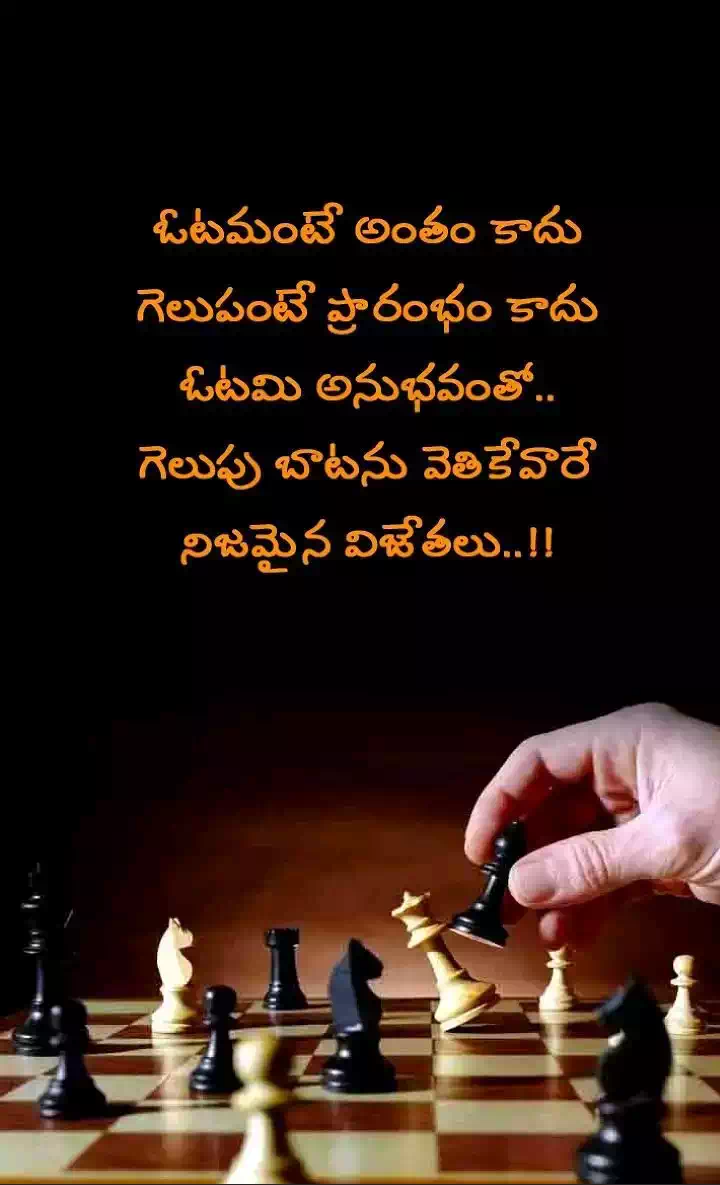 ఓటమంటే అంతం కాదు
గెలుపంటే ప్రారంభం కాదు
ఓటమి అనుభవంతో..
గెలుపు బాటను వెతికేవారే
నిజమైన విజేతలు..!!